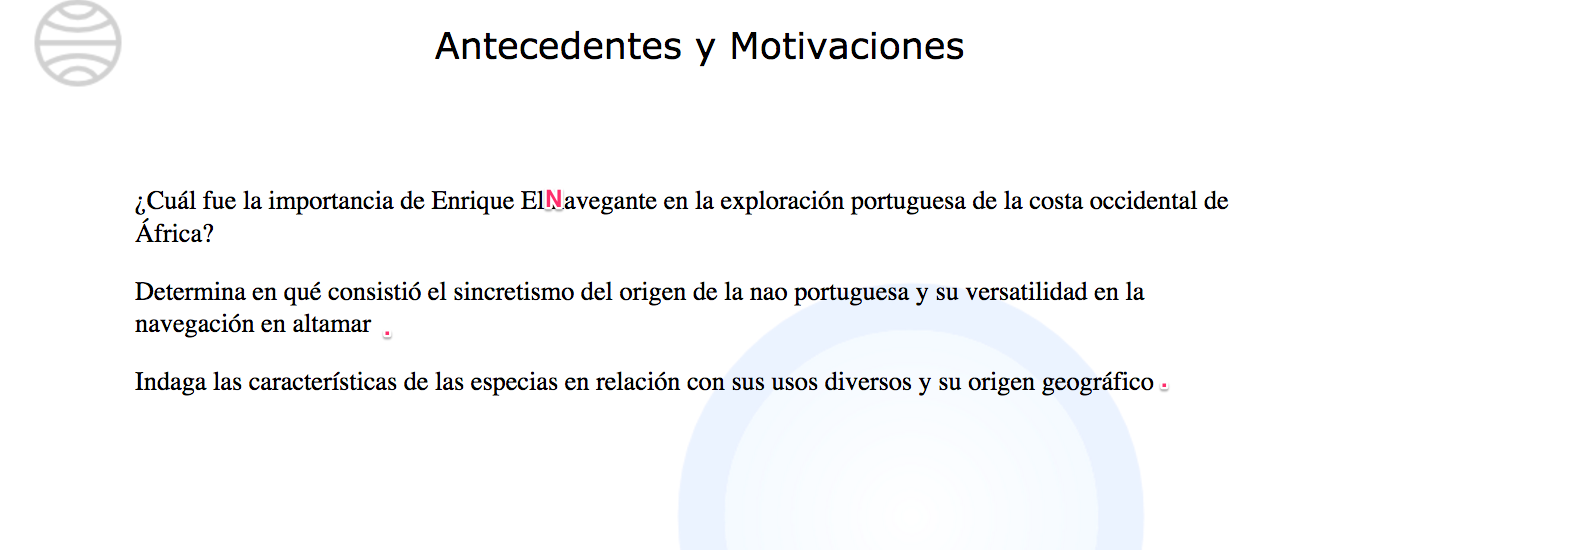 Antecedentes y Motivaciones
¿Cuál fue la importancia de Enrique El Navegante en la exploración portuguesa de la costa occidental de
África?
Determina en qué consistió el sincretismo del origen de la nao portuguesa y su versatilidad en la
navegación en altamar .
Indaga las características de las especias en relación con sus usos diversos y su origen geográfico .